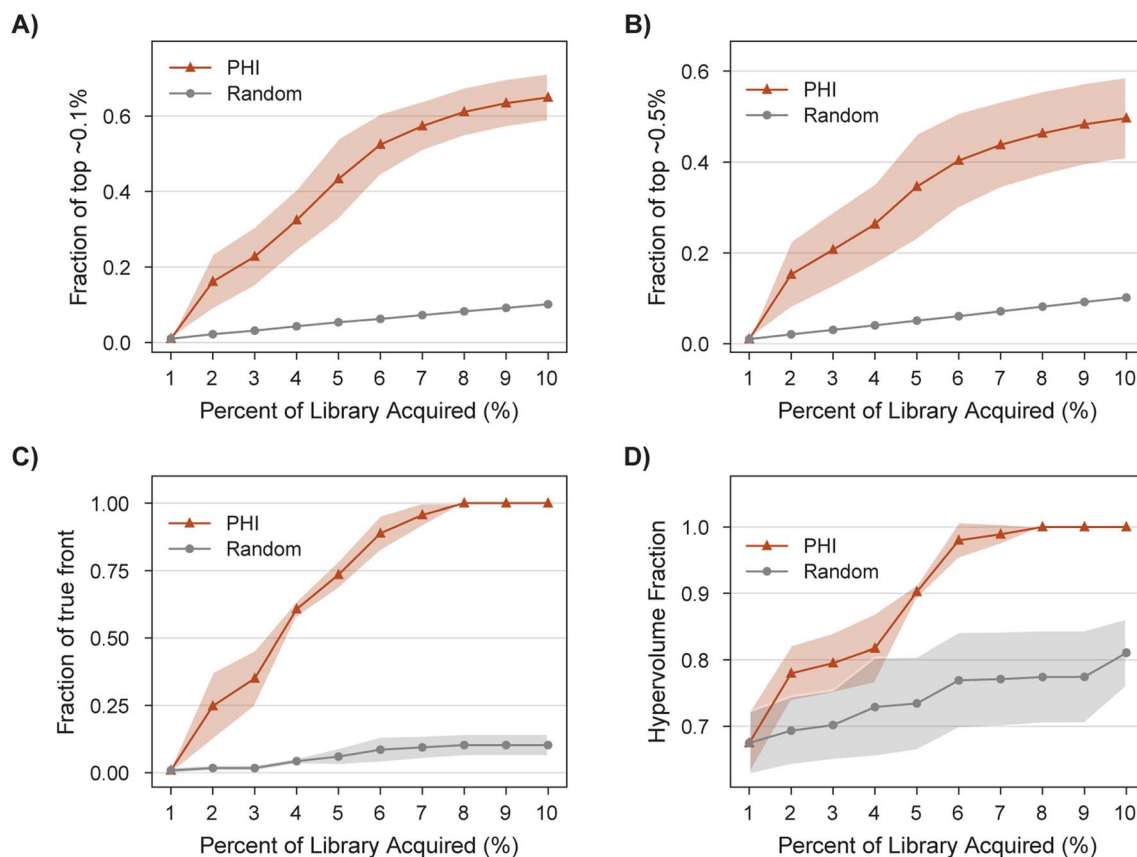 A)
Fraction of top ~0.1%
PHI
Random
0.6
0.4
0.2
0.0
1 2 3 4 5 6 7 8 9 10
Percent of Library Acquired (%)
B)
Fraction of top ~0.5%
PHI
Random
0.6
0.4
0.2
0.0
1 2 3 4 5 6 7 8 9 10
Percent of Library Acquired (%)
C)
Fraction of true front
PHI
Random
1.00
0.75
0.50
0.25
0.00
1 2 3 4 5 6 7 8 9 10
Percent of Library Acquired (%)
D)
Hypervolume Fraction
PHI
Random
1.0
0.9
0.8
0.7
1 2 3 4 5 6 7 8 9 10
Percent of Library Acquired (%)